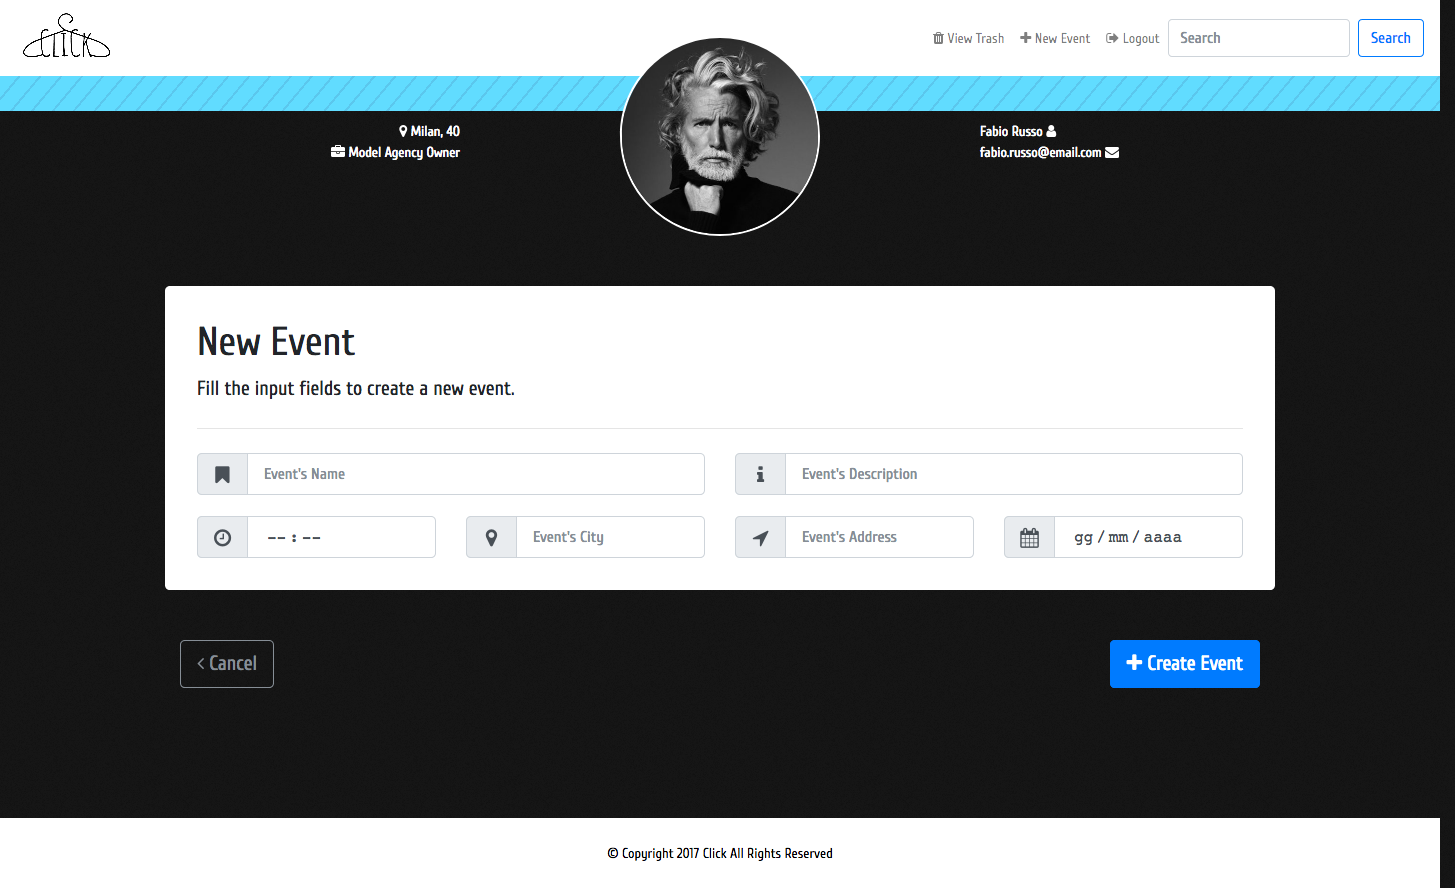 CLICK
View Trash New Event Logout Search Search
Milan, 40
Model Agency Owner
Fabio Russo
fabio.russo@email.com
New Event
Fill the input fields to create a new event.
Event's Name
Event's Description
-- : --
Event's City
Event's Address
gg / mm / aaaa
< Cancel
+ Create Event
© Copyright 2017 Click All Rights Reserved